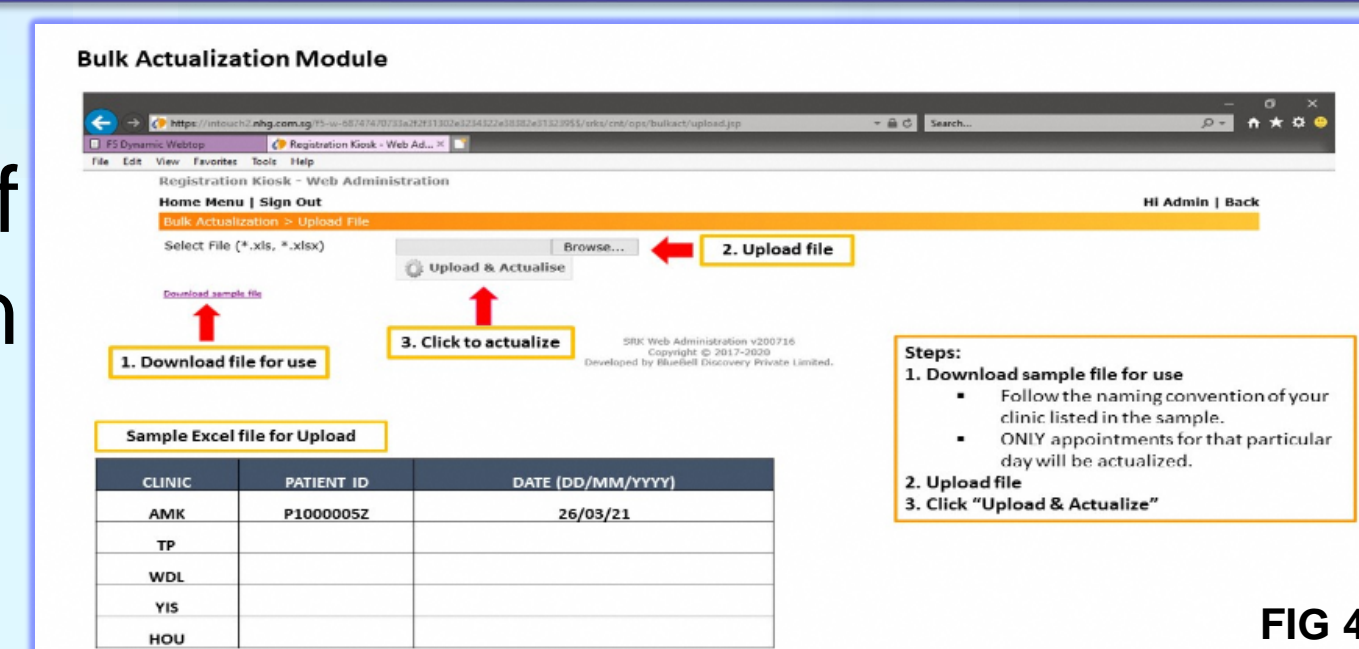 f
n
Bulk Actualization Module
Search...
F5 Dynamic Webtop
Registration Kiosk - Web Ad...
File Edit View Favorites Tools Help
Registration Kiosk - Web Administration
Home Menu | Sign Out
Hi Admin | Back
Bulk Actualization > Upload File
Select File (*.xls, *.xlsx)
Browse...
2. Upload file
Upload & Actualise
Download sample file
1. Download file for use
3. Click to actualize
SRK Web Administration v200716
Copyright © 2017-2020
Developed by BlueBell Discovery Private Limited.
Steps:
1. Download sample file for use
▪ Follow the naming convention of your
clinic listed in the sample.
▪ ONLY appointments for that particular
day will be actualized.
2. Upload file
3. Click “Upload & Actualize”
Sample Excel file for Upload
CLINIC PATIENT ID DATE (DD/MM/YYYY)
AMK P1000005Z 26/03/21
TP
WDL
YIS
HOU
FIG 4